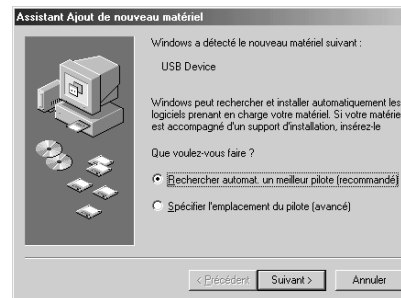 Assistant Ajout de nouveau matériel
Windows a détecté le nouveau matériel suivant :
USB Device
Windows peut rechercher et installer automatiquement les
logiciels prenant en charge votre matériel. Si votre matérie
est accompagné d'un support d'installation, insérez-le
Que voulez-vous faire ?
Rechercher automat. un meilleur pilote (recommandé)
Spécifier l'emplacement du pilote (avancé)
< Précédent Suivant > Annuler